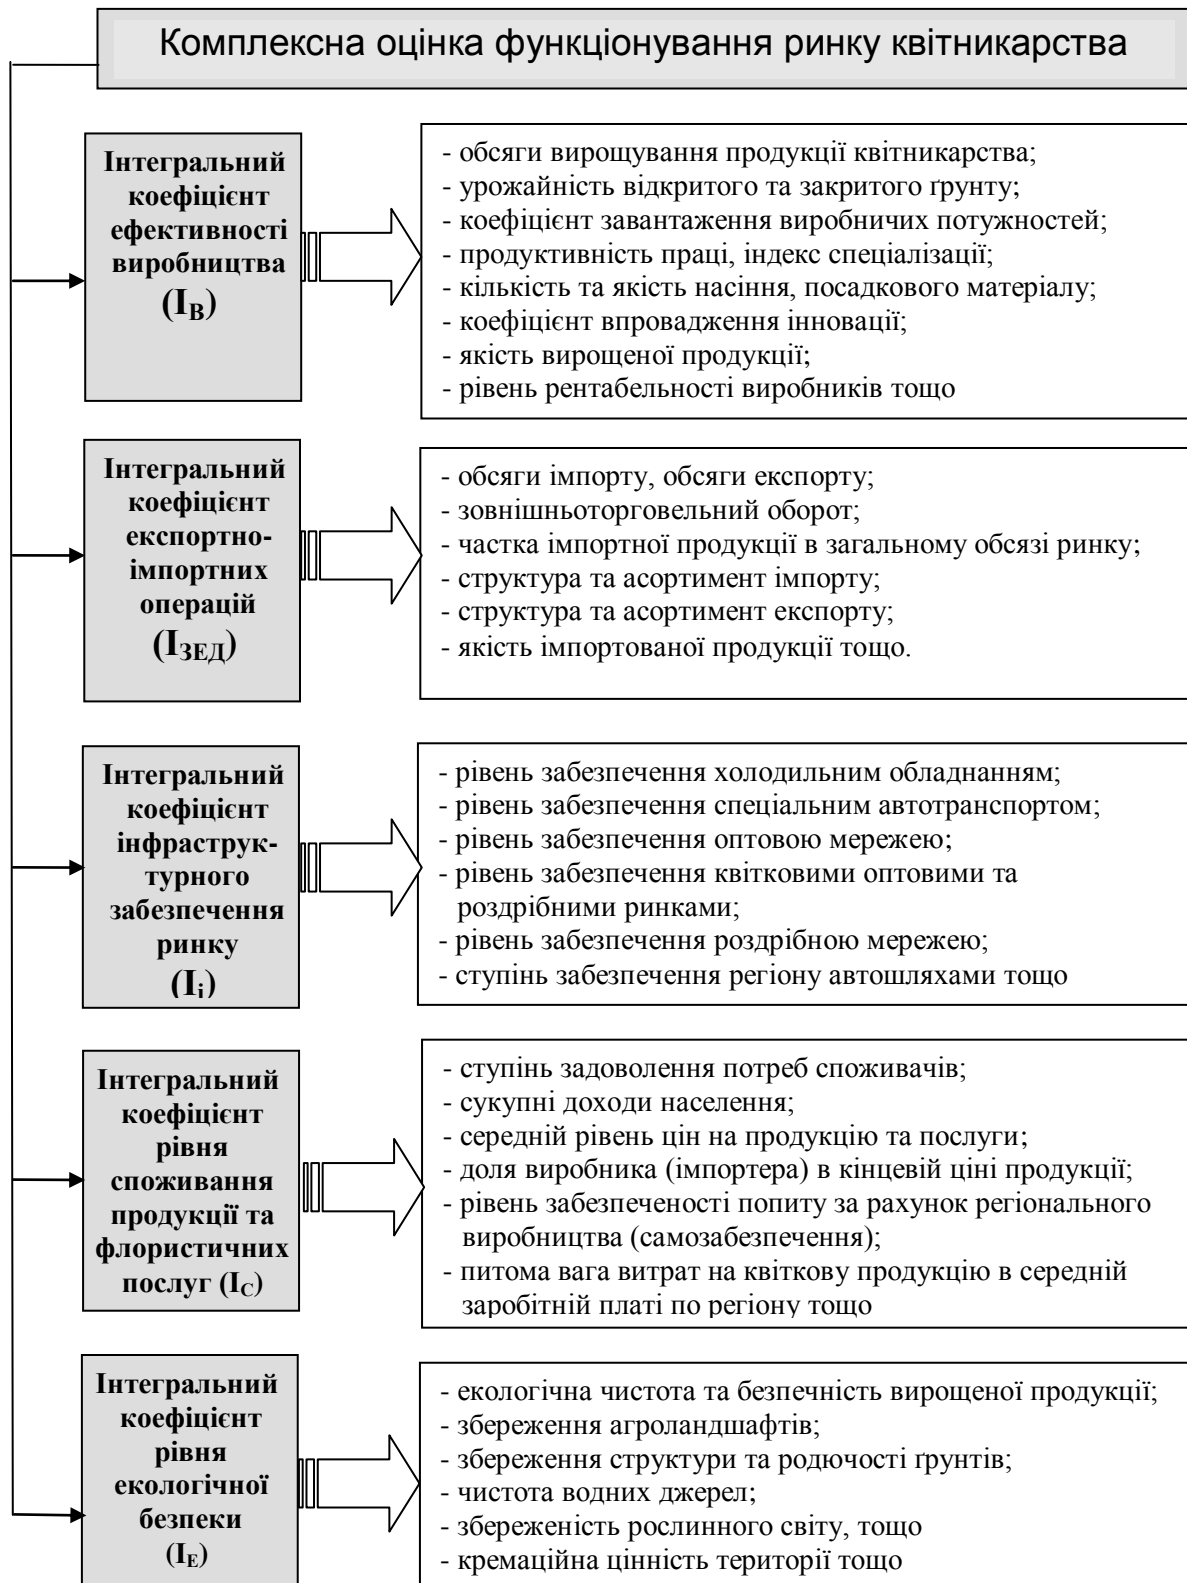 Комплексна оцінка функціонування ринку квітникарства
Інтегральний
коефіцієнт
ефективності
виробництва
(IВ)
- обсяги вирощування продукції квітникарства;
- урожайність відкритого та закритого ґрунту;
- коефіцієнт завантаження виробничих потужностей;
- продуктивність праці, індекс спеціалізації;
- кількість та якість насіння, посадкового матеріалу;
- коефіцієнт впровадження інновації;
- якість вирощеної продукції;
- рівень рентабельності виробників тощо
Інтегральний
коефіцієнт
експортно-
імпортних
операцій
(IЗЕД)
- обсяги імпорту, обсяги експорту;
- зовнішньоторговельний оборот;
- частка імпортної продукції в загальному обсязі ринку;
- структура та асортимент імпорту;
- структура та асортимент експорту;
- якість імпортованої продукції тощо.
Інтегральний
коефіцієнт
інфраструк-
турного
забезпечення
ринку
(Ii)
- рівень забезпечення холодильним обладнанням;
- рівень забезпечення спеціальним автотранспортом;
- рівень забезпечення оптовою мережею;
- рівень забезпечення квітковими оптовими та
роздрібними ринками;
- рівень забезпечення роздрібною мережею;
- ступінь забезпечення регіону автошляхами тощо
Інтегральний
коефіцієнт
рівня
споживання
продукції та
флористичних
послуг (IС)
- ступінь задоволення потреб споживачів;
- сукупні доходи населення;
- середній рівень цін на продукцію та послуги;
- доля виробника (імпортера) в кінцевій ціні продукції;
- рівень забезпеченості попиту за рахунок регіонального
виробництва (самозабезпечення);
- питома вага витрат на квіткову продукцію в середній
заробітній платі по регіону тощо
Інтегральний
коефіцієнт
рівня
екологічної
безпеки
(IЕ)
- екологічна чистота та безпечність вирощеної продукції;
- збереження агроландшафтів;
- збереження структури та родючості ґрунтів;
- чистота водних джерел;
- збереженість рослинного світу, тощо
- кремаційна цінність території тощо